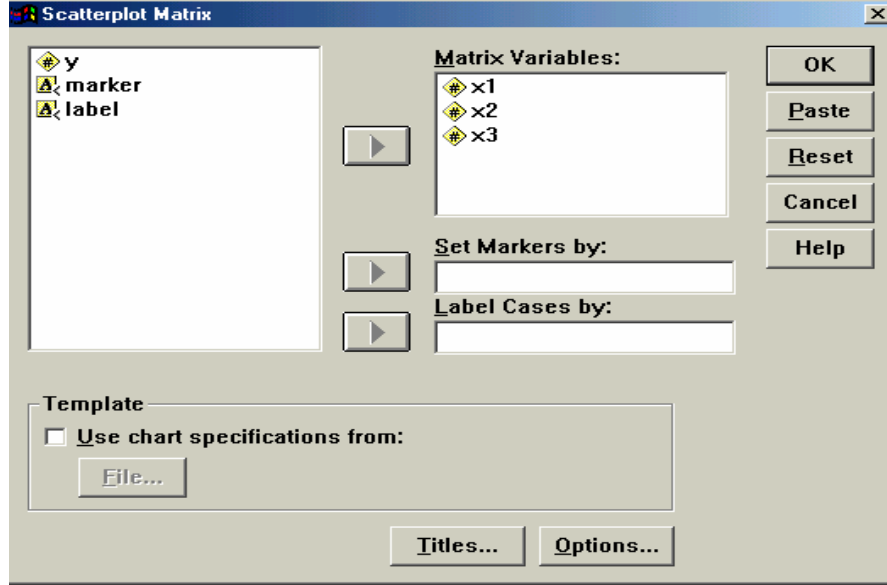 Scatterplot Matrix
y
marker
label
Matrix Variables:
x1
x2
x3
Set Markers by:
Label Cases by:
OK
Paste
Reset
Cancel
Help
Template
Use chart specifications from:
File...
Titles...
Options...